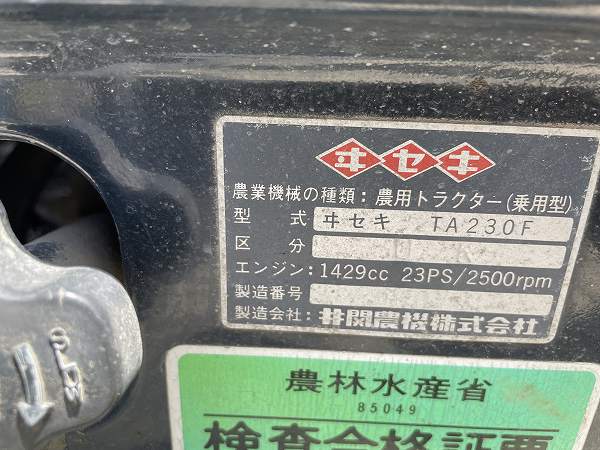 ヰセキ
農業機械の種類：農用トラクター(乗用型)
型式 ヰセキ TA230F
区分
エンジン：1429cc 23PS/2500rpm
製造番号
製造会社：井関農機株式会社
農林水産省
85049
検査合格証票